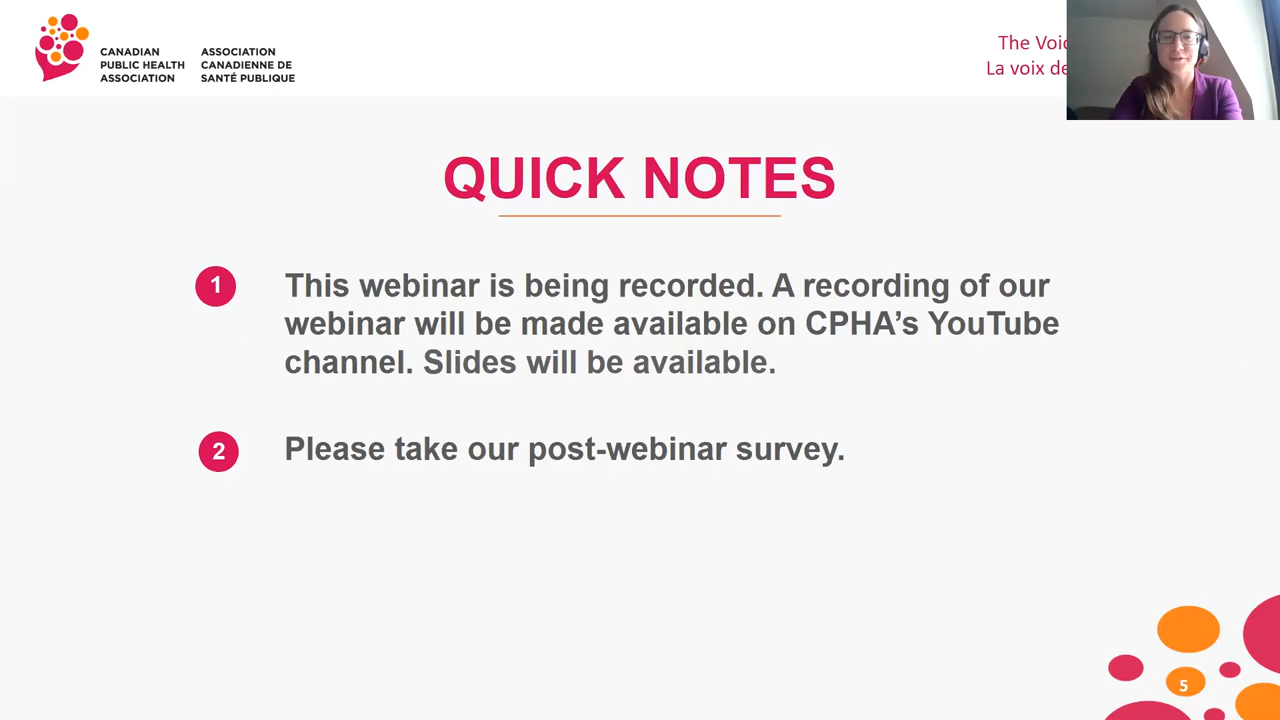 CANADIAN
PUBLIC HEALTH
ASSOCIATION
ASSOCIATION
CANADIENNE DE
SANTÉ PUBLIQUE
The
La voix
QUICK NOTES
1
This webinar is being recorded. A recording of our
webinar will be made available on CPHA’s YouTube
channel. Slides will be available.
2
Please take our post-webinar survey.
5